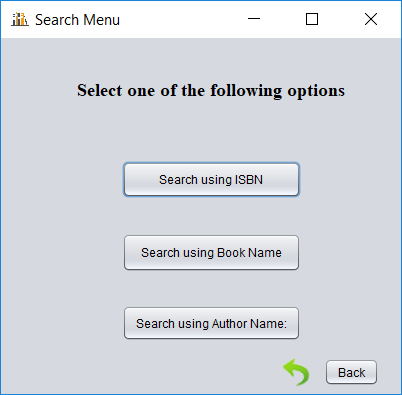 Search Menu
Select one of the following options
Search using ISBN
Search using Book Name
Search using Author Name:
Back